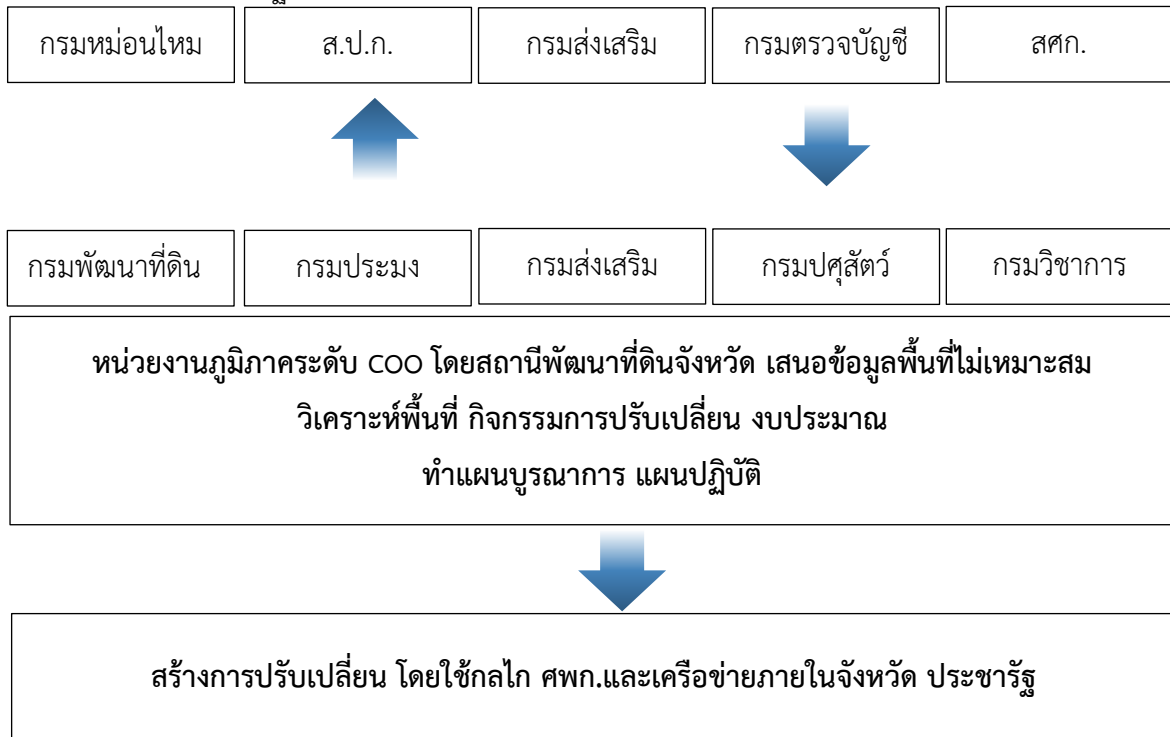 กรมหม่อนไหม
ส.ป.ก.
กรมส่งเสริม
กรมตรวจบัญชี
สศก.
กรมพัฒนาที่ดิน
กรมประมง
กรมส่งเสริม
กรมปศุสัตว์
กรมวิชาการ
หน่วยงานภูมิภาคระดับ COO โดยสถานีพัฒนาที่ดินจังหวัด เสนอข้อมูลพื้นที่ไม่เหมาะสม
วิเคราะห์พื้นที่ กิจกรรมการปรับเปลี่ยน งบประมาณ
ทำแผนบูรณาการ แผนปฏิบัติ
สร้างการปรับเปลี่ยน โดยใช้กลไก ศพก.และเครือข่ายภายในจังหวัด ประชารัฐ